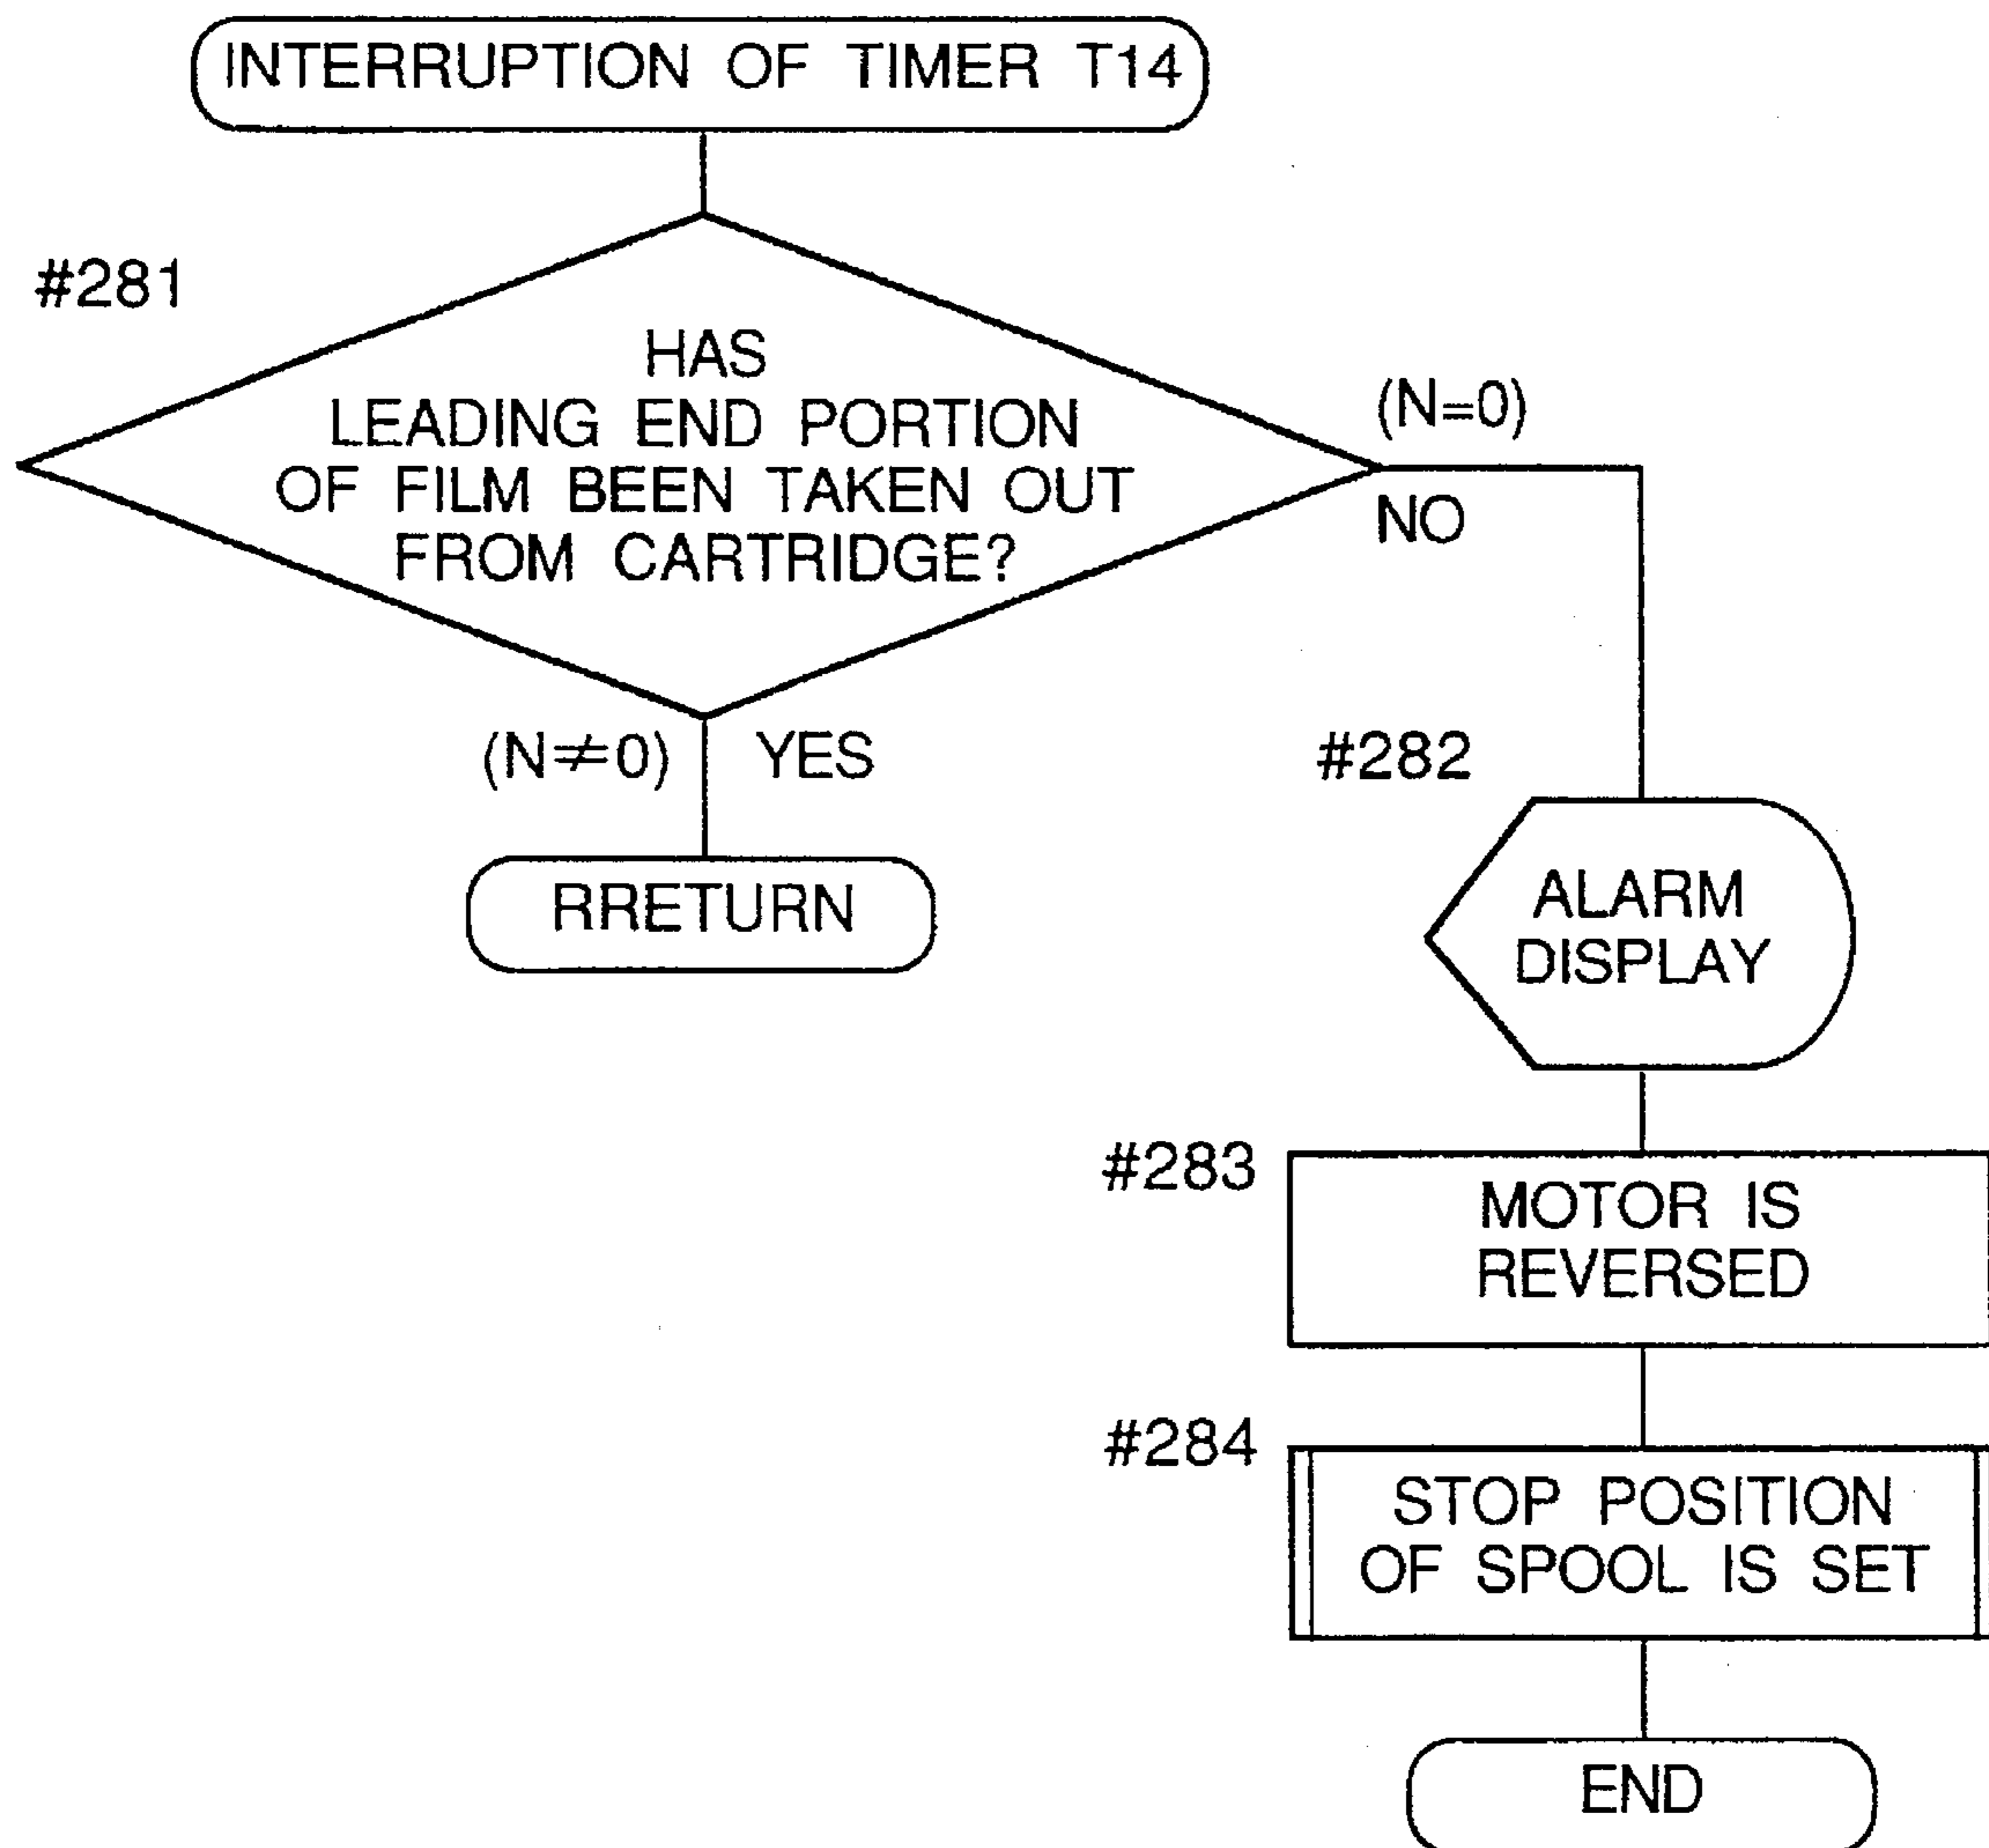 INTERRUPTION OF TIMER T14
#281
HAS
LEADING END PORTION
OF FILM BEEN TAKEN OUT
FROM CARTRIDGE?
(N=0)
NO
(N≠0) YES
RRETURN
#282
ALARM
DISPLAY
#283
MOTOR IS
REVERSED
#284
STOP POSITION
OF SPOOL IS SET
END